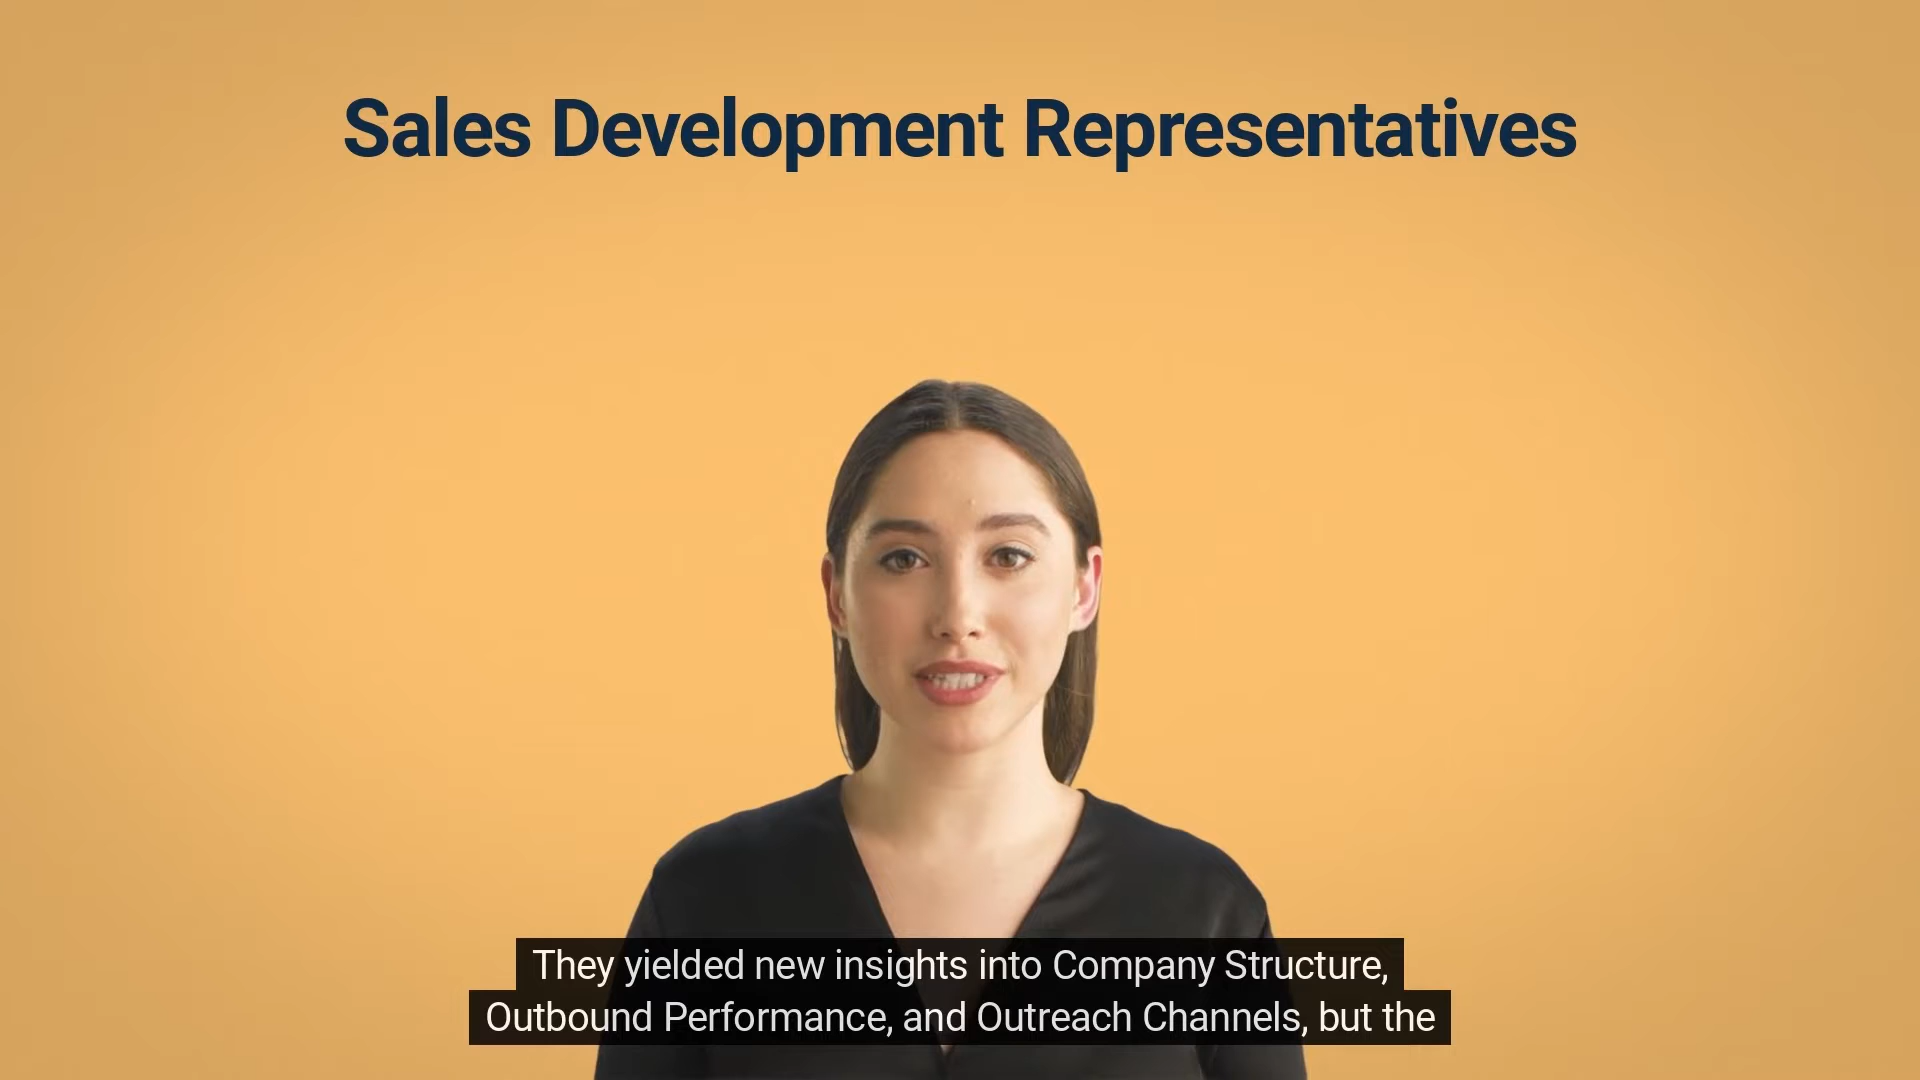 Sales Development Representatives
They yielded new insights into Company Structure,
Outbound Performance, and Outreach Channels, but the